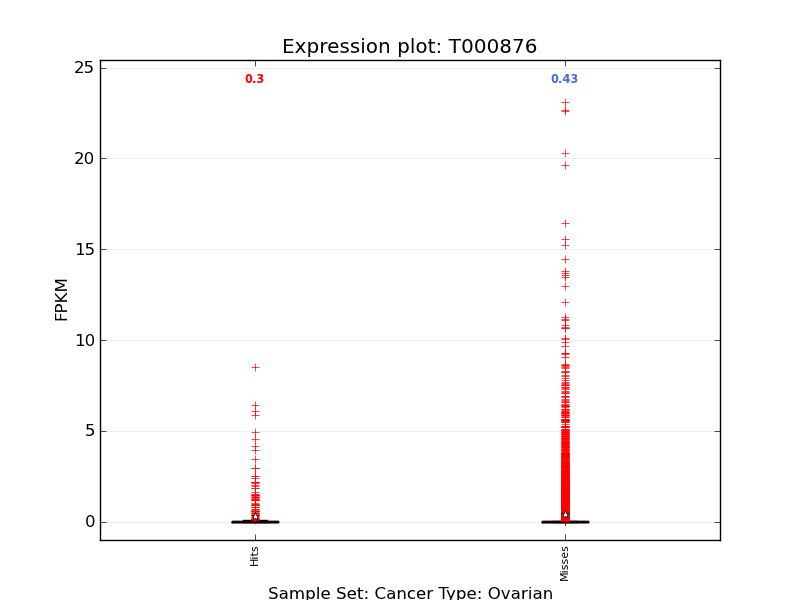 Expression plot: T000876
25
0.3
0.43
20
15
FPKM
10
5
0
Hits
Misses
Sample Set: Cancer Type: Ovarian